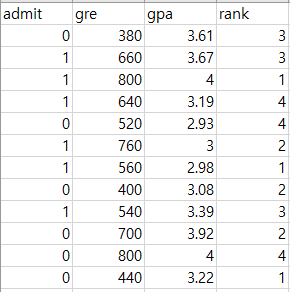 admit gre gpa rank
0 380 3.61 3
1 660 3.67 3
1 800 4 1
1 640 3.19 4
0 520 2.93 4
1 760 3 2
1 560 2.98 1
0 400 3.08 2
1 540 3.39 3
0 700 3.92 2
0 800 4 4
0 440 3.22 1